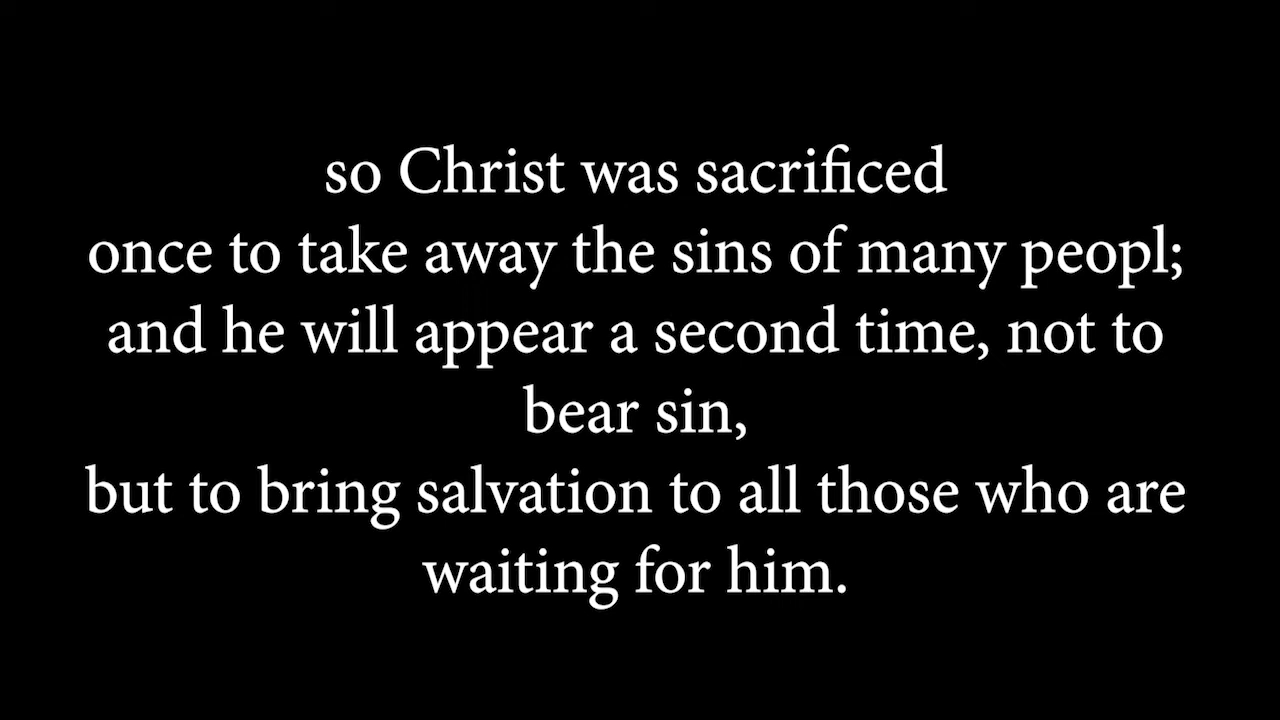 so Christ was sacrificed
once to take away the sins of many peopl;
and he will appear a second time, not to
bear sin,
but to bring salvation to all those who are
waiting for him.